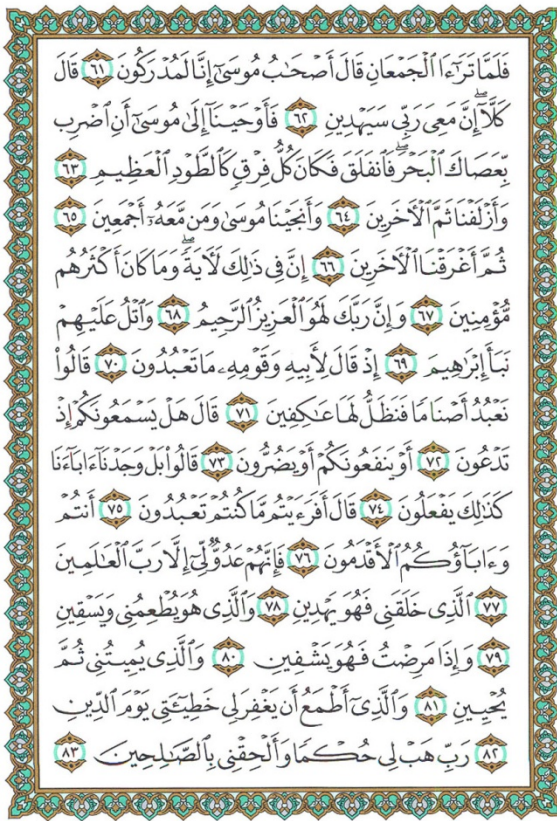 فَلَمَّا تَرَٰٓءَا ٱلْجَمْعَانِ قَالَ أَصْحَٰبُ مُوسَىٰٓ إِنَّا لَمُدْرَكُونَ ٦١ قَالَ
كَلَّآ ۖ إِنَّ مَعِىَ رَبِّى سَيَهْدِينِ ٦٢ فَأَوْحَيْنَآ إِلَىٰ مُوسَىٰٓ أَنِ ٱضْرِب
بِّعَصَاكَ ٱلْبَحْرَ ۖ فَٱنفَلَقَ فَكَانَ كُلُّ فِرْقٍ كَٱلطَّوْدِ ٱلْعَظِيمِ ٦٣
وَأَزْلَفْنَا ثَمَّ ٱلْءَاخَرِينَ ٦٤ وَأَنجَيْنَا مُوسَىٰ وَمَن مَّعَهُۥٓ أَجْمَعِينَ ٦٥
ثُمَّ أَغْرَقْنَا ٱلْءَاخَرِينَ ٦٦ إِنَّ فِى ذَٰلِكَ لَءَايَةً ۖ وَمَا كَانَ أَكْثَرُهُم
مُّؤْمِنِينَ ٦٧ وَإِنَّ رَبَّكَ لَهُوَ ٱلْعَزِيزُ ٱلرَّحِيمُ ٦٨ وَٱتْلُ عَلَيْهِمْ
نَبَأَ إِبْرَٰهِيمَ ٦٩ إِذْ قَالَ لِأَبِيهِ وَقَوْمِهِۦ مَا تَعْبُدُونَ ٧٠ قَالُوا۟
نَعْبُدُ أَصْنَامًا فَنَظَلُّ لَهَا عَٰكِفِينَ ٧١ قَالَ هَلْ يَسْمَعُونَكُمْ إِذْ
تَدْعُونَ ٧٢ أَوْ يَنفَعُونَكُمْ أَوْ يَضُرُّونَ ٧٣ قَالُوا۟ بَلْ وَجَدْنَآ ءَابَآءَنَا
كَذَٰلِكَ يَفْعَلُونَ ٧٤ قَالَ أَفَرَءَيْتُم مَّا كُنتُمْ تَعْبُدُونَ ٧٥ أَنتُمْ
وَءَابَآؤُكُمُ ٱلْأَقْدَمُونَ ٧٦ فَإِنَّهُمْ عَدُوٌّ لِّىٓ إِلَّا رَبَّ ٱلْعَٰلَمِينَ
٧٧ ٱلَّذِى خَلَقَنِى فَهُوَ يَهْدِينِ ٧٨ وَٱلَّذِى هُوَ يُطْعِمُنِى وَيَسْقِينِ
٧٩ وَإِذَا مَرِضْتُ فَهُوَ يَشْفِينِ ٨٠ وَٱلَّذِى يُمِيتُنِى ثُمَّ
يُحْيِينِ ٨١ وَٱلَّذِىٓ أَطْمَعُ أَن يَغْفِرَ لِى خَطِيٓـَٔتِى يَوْمَ ٱلدِّينِ
٨٢ رَبِّ هَبْ لِى حُكْمًا وَأَلْحِقْنِى بِٱلصَّٰلِحِينَ ٨٣